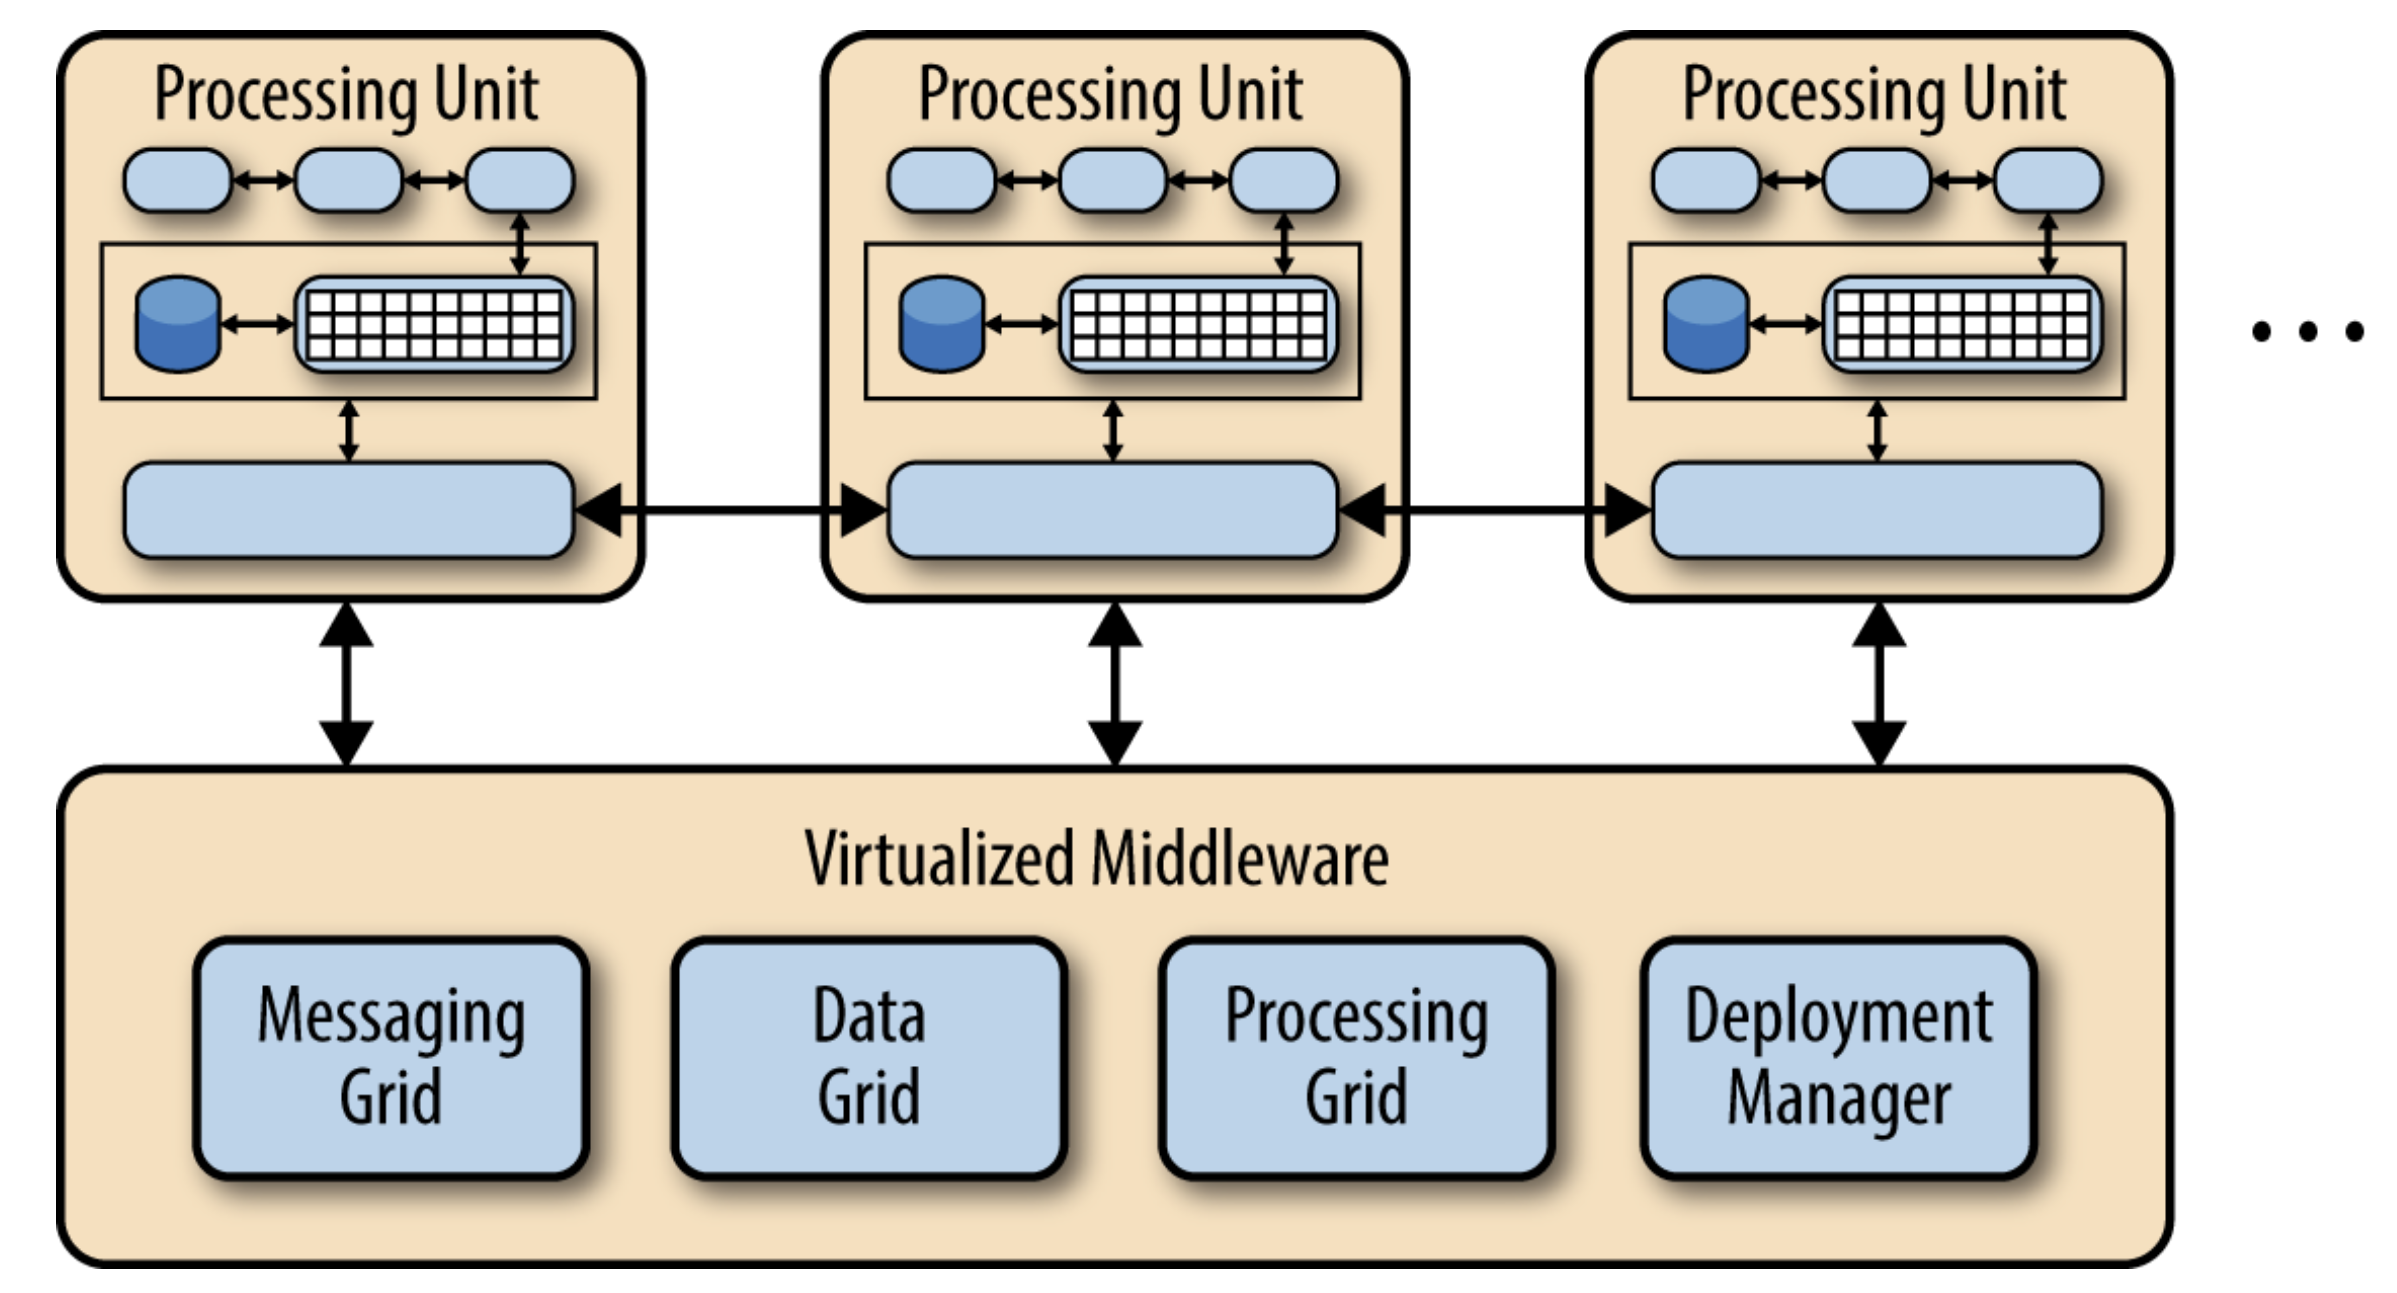 Processing Unit
Processing Unit
Processing Unit
Virtualized Middleware
Messaging
Grid
Data
Grid
Processing
Grid
Deployment
Manager